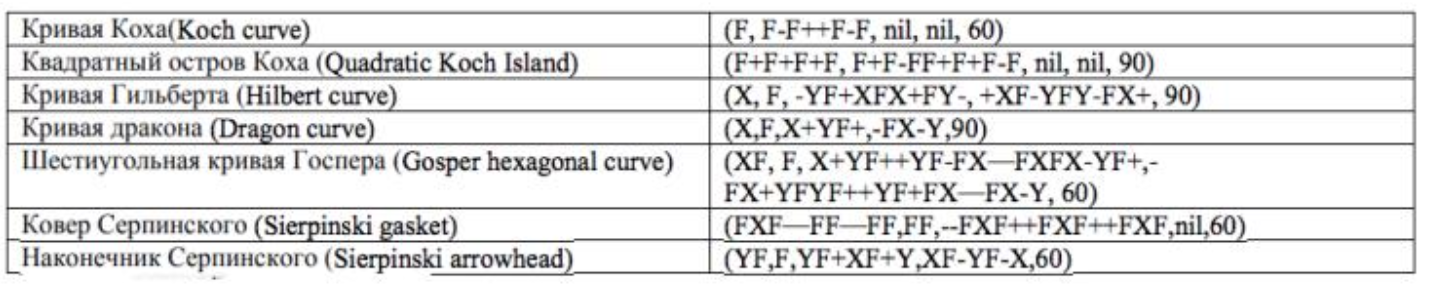 Кривая Коха(Koch curve) (F, F-F++F-F, nil, nil, 60)
Квадратный остров Коха (Quadratic Koch Island) (F+F+F+F, F+F-FF+F+F-F, nil, nil, 90)
Кривая Гильберта (Hilbert curve) (X, F, -YF+XFX+FY-, +XF-YFY-FX+, 90)
Кривая дракона (Dragon curve) (X,F,X+YF+,-FX-Y,90)
Шестиугольная кривая Госпера (Gosper hexagonal curve) (XF, F, X+YF++YF-FX—FXFX-YF+,-
FX+YFYF++YF+FX—FX-Y, 60)
Ковер Серпинского (Sierpinski gasket) (FXF—FF—FF,FF,--FXF++FXF++FXF,nil,60)
Наконечник Серпинского (Sierpinski arrowhead) (YF,F,YF+XF+Y,XF-YF-X,60)